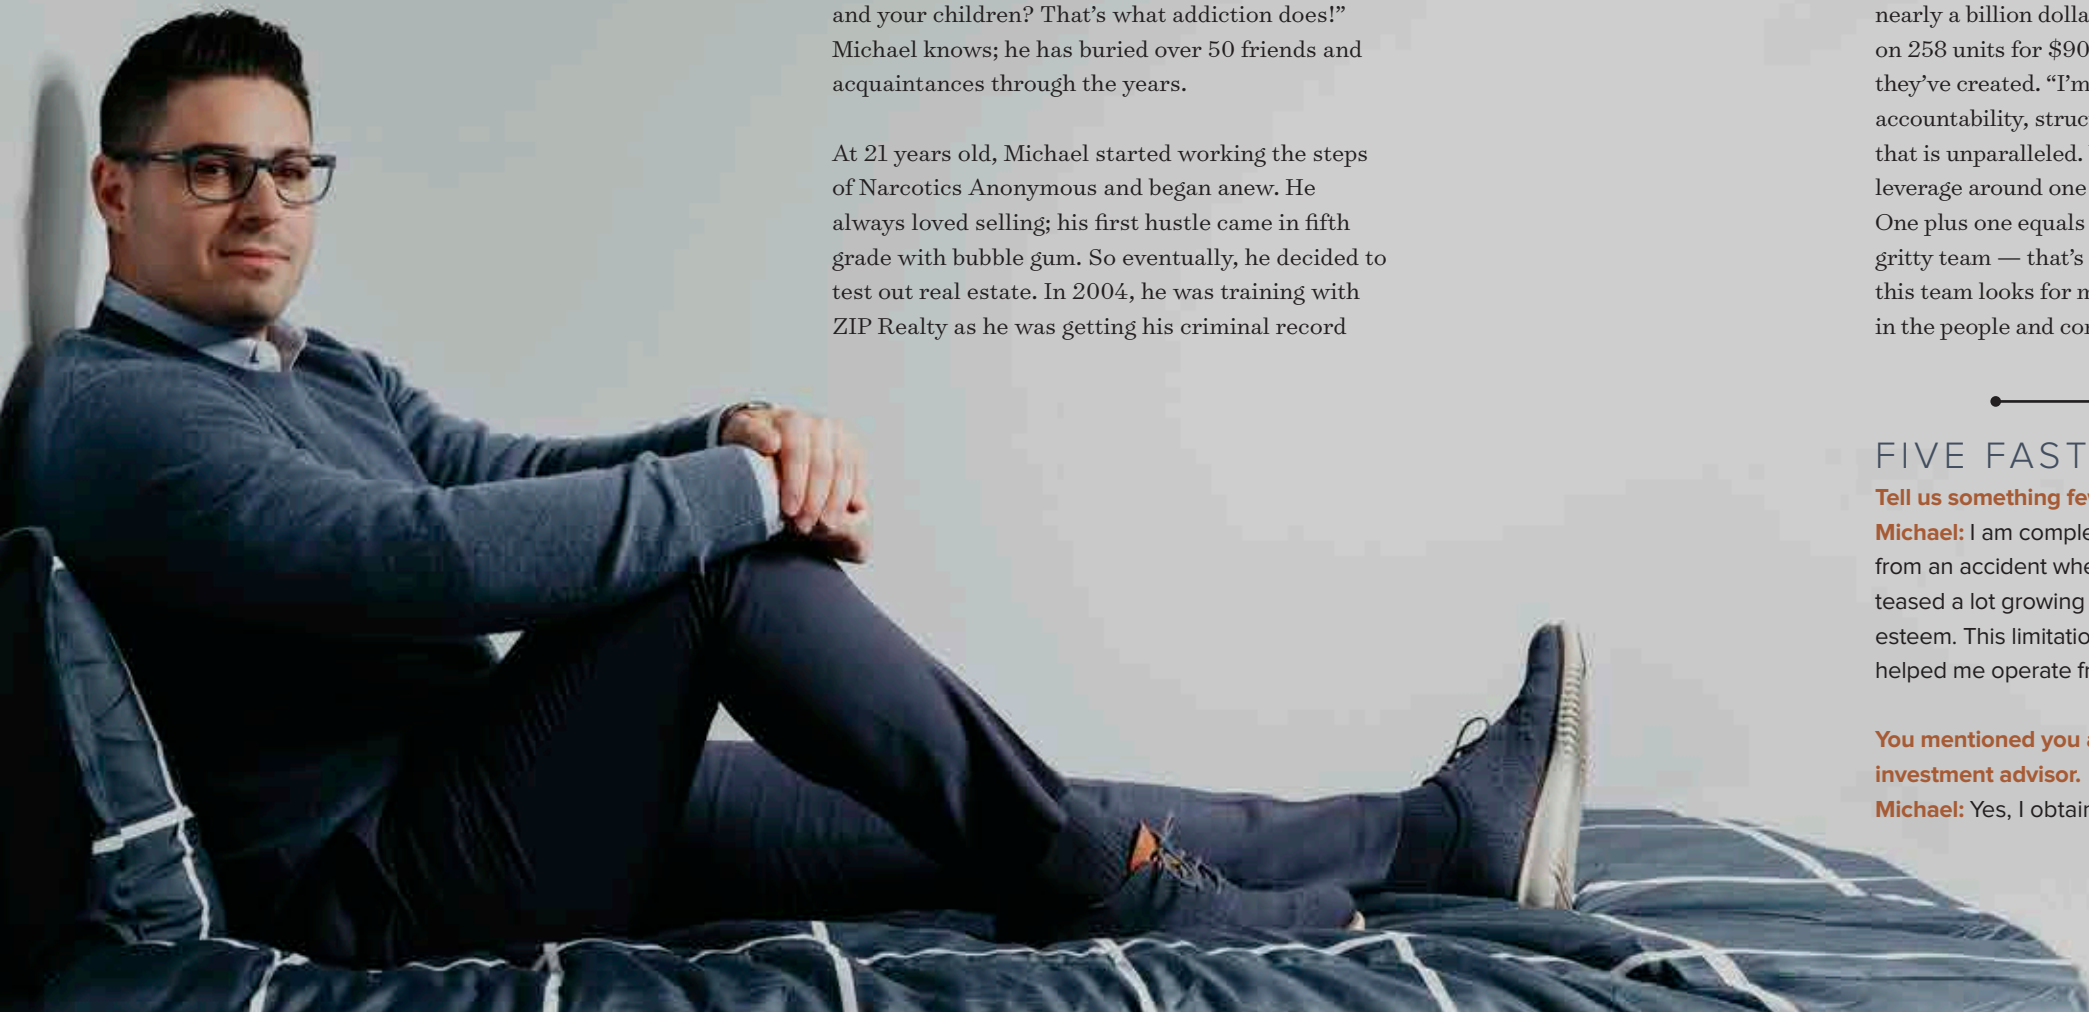 and your children? That’s what addiction does!”
Michael knows; he has buried over 50 friends and
acquaintances through the years.
At 21 years old, Michael started working the steps
of Narcotics Anonymous and began anew. He
always loved selling; his first hustle came in fifth
grade with bubble gum. So eventually, he decided to
test out real estate. In 2004, he was training with
ZIP Realty as he was getting his criminal record
nearly a billion
on 258 units for
they’ve created. “I’m
accountability,
that is unparalleled.
leverage around one
One plus one equals
gritty team — that’s
this team looks for
in the people and
FIVE FAST
Tell us something
Michael: I am
from an accident
teased a lot growing
esteem. This
helped me operate
You mentioned you
investment advisor.
Michael: Yes, I